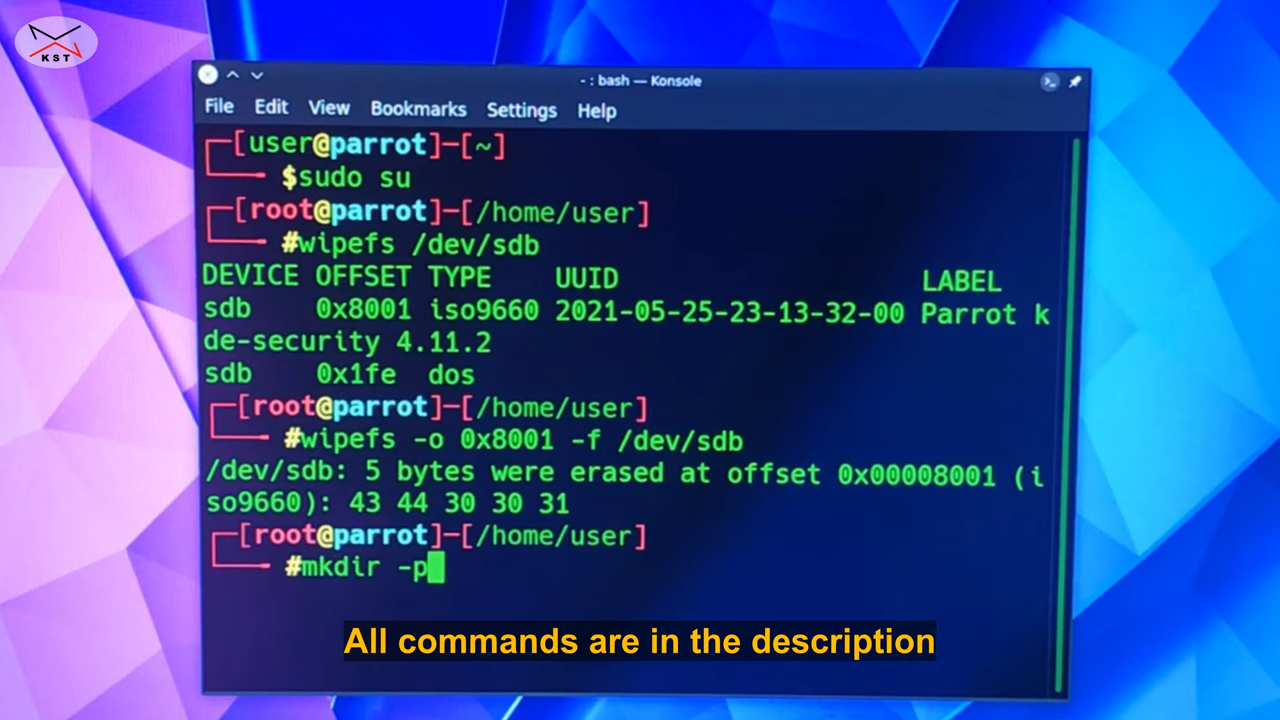 KST
- : bash — Konsole
File Edit View Bookmarks Settings Help
[user@parrot]-[~]
$sudo su
[root@parrot]-[/home/user]
#wipefs /dev/sdb
DEVICE OFFSET TYPE UUID LABEL
sdb 0x8001 iso9660 2021-05-25-23-13-32-00 Parrot k
de-security 4.11.2
sdb 0x1fe dos
[root@parrot]-[/home/user]
#wipefs -o 0x8001 -f /dev/sdb
/dev/sdb: 5 bytes were erased at offset 0x00008001 (i
so9660): 43 44 30 30 31
[root@parrot]-[/home/user]
#mkdir -p
All commands are in the description